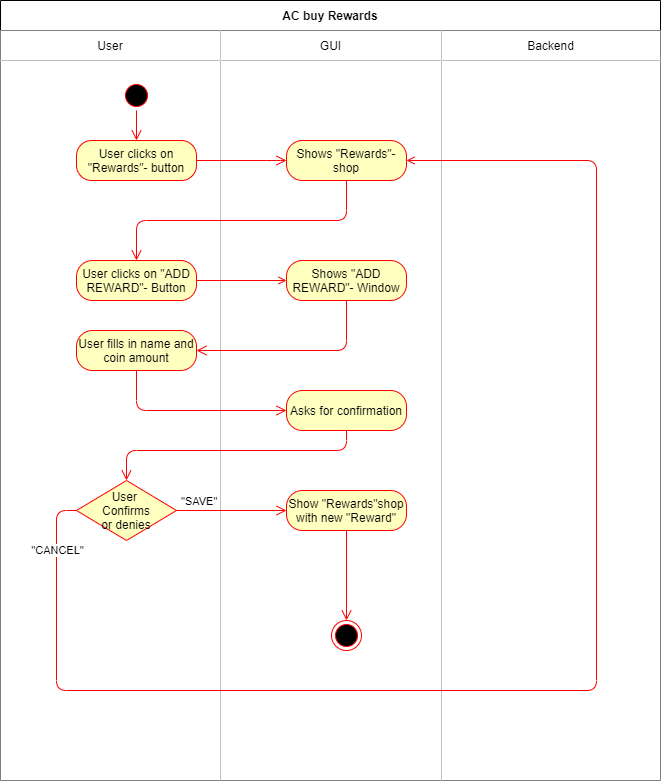 AC buy Rewards
User
GUI
Backend
User clicks on
"Rewards"- button
Shows "Rewards"-
shop
User clicks on "ADD
REWARD"- Button
Shows "ADD
REWARD"- Window
User fills in name and
coin amount
Asks for confirmation
User
Confirms
or denies
"SAVE"
Show "Rewards"shop
with new "Reward"
"CANCEL"